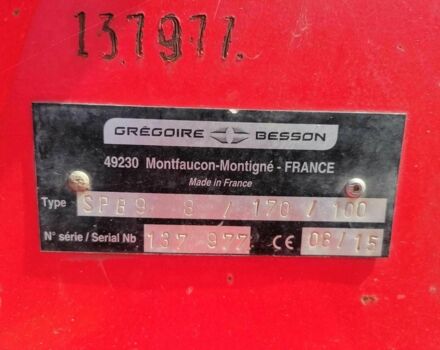 137977.
GRÉGOIRE BESSON
49230 Montfaucon-Montigné - FRANCE
Made in France
Type SPB9 8 / 170 / 100
N° série / Serial Nb 137 977 CE 08/15